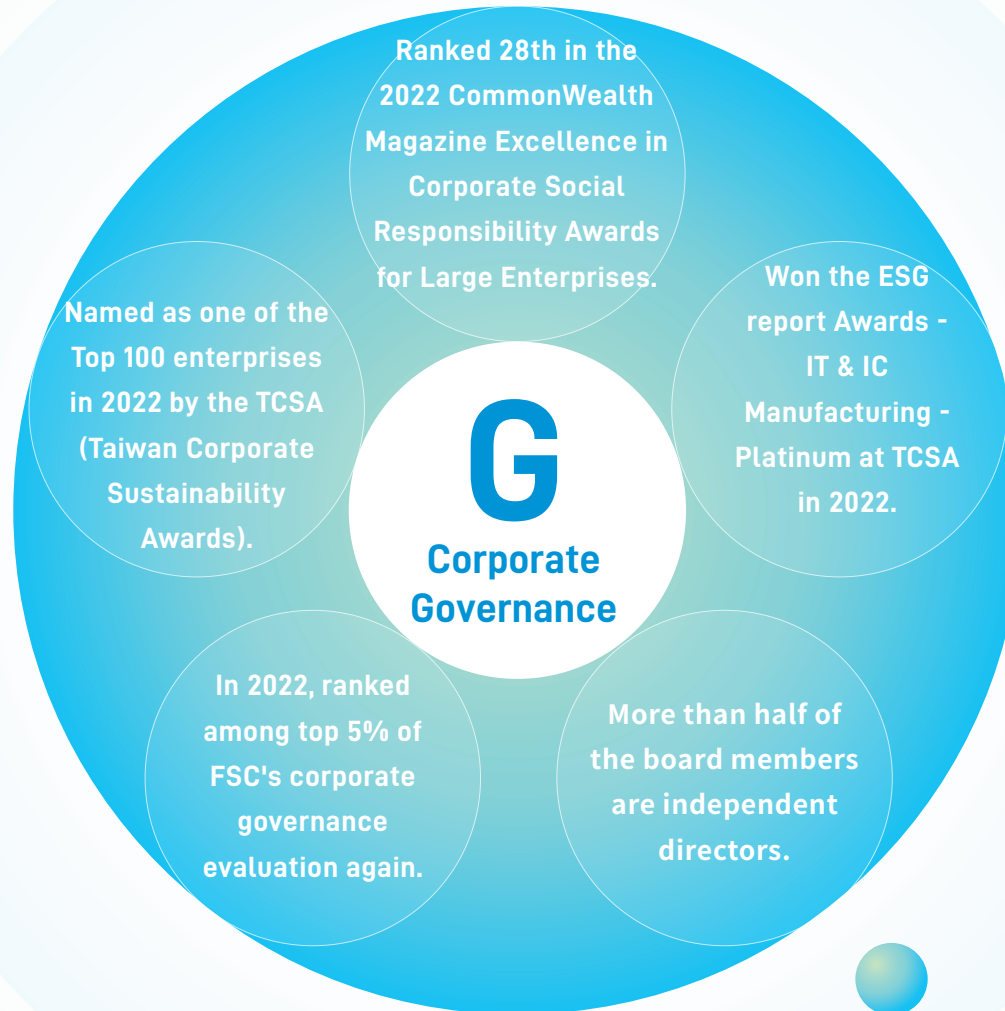 Ranked 28th in the
2022 CommonWealth
Magazine Excellence in
Corporate Social
Responsibility Awards
for Large Enterprises.
Named as one of the
Top 100 enterprises
in 2022 by the TCSA
(Taiwan Corporate
Sustainability
Awards).
Won the ESG
report Awards -
IT & IC
Manufacturing -
Platinum at TCSA
in 2022.
G
Corporate
Governance
In 2022, ranked
among top 5% of
FSC's corporate
governance
evaluation again.
More than half of
the board members
are independent
directors.